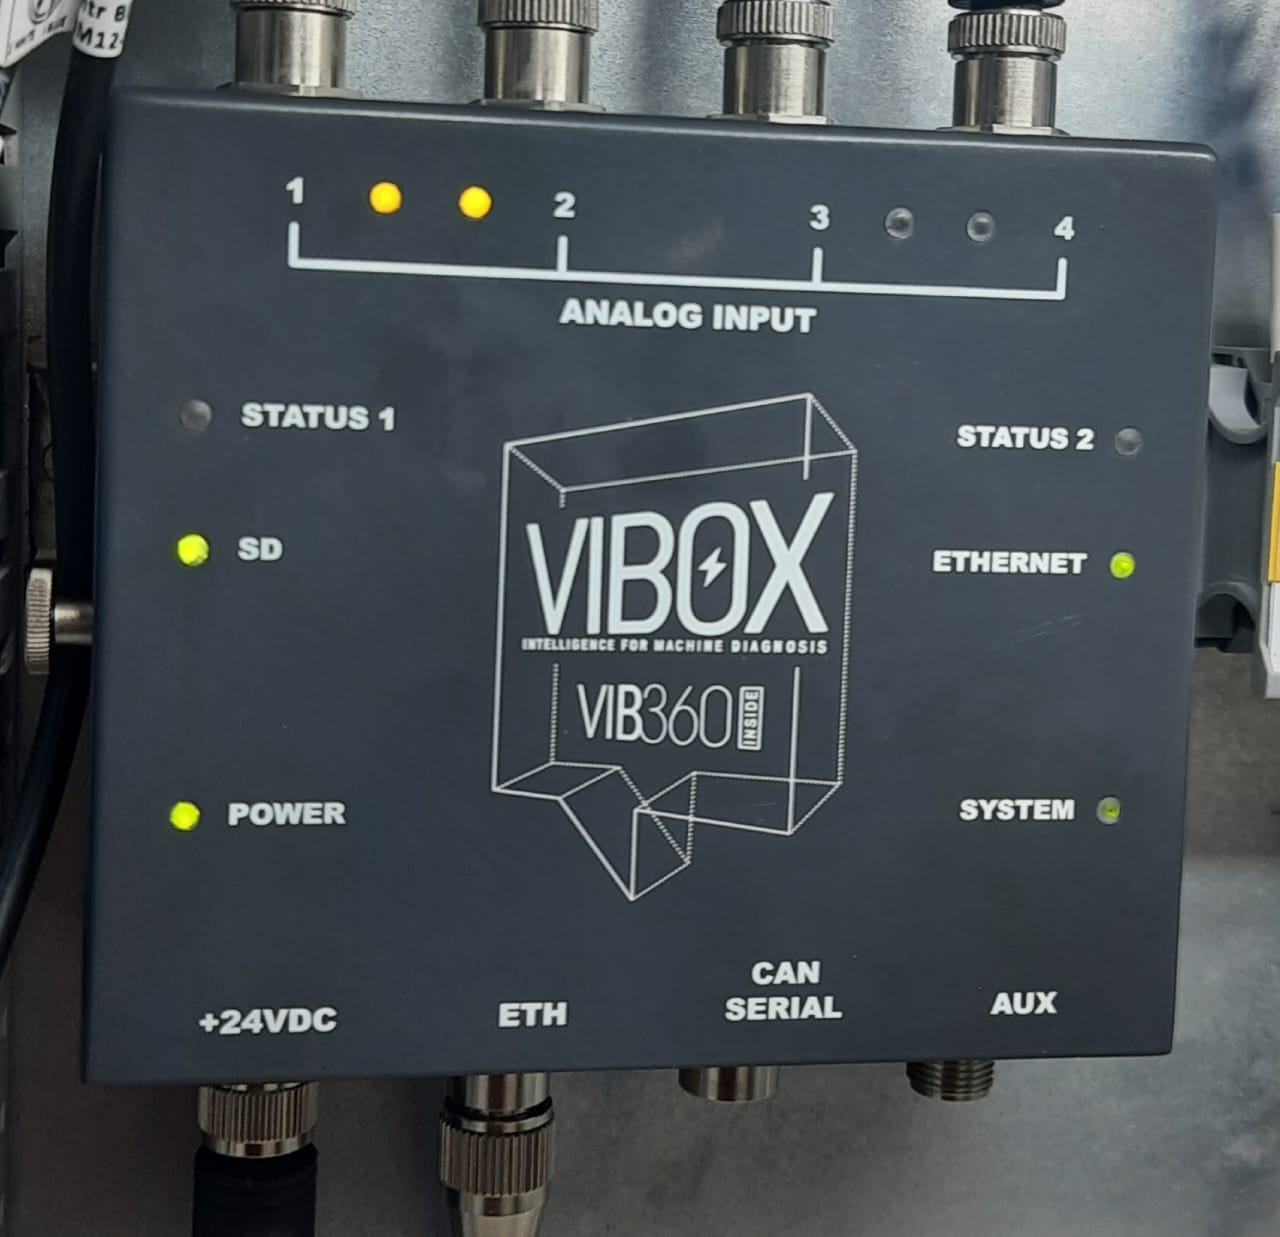 M12
1
2
3
4
ANALOG INPUT
STATUS 1
STATUS 2
SD
ETHERNET
VIBOX
INTELLIGENCE FOR MACHINE DIAGNOSIS
VIB360 INSIDE
POWER
SYSTEM
+24VDC
ETH
CAN
SERIAL
AUX